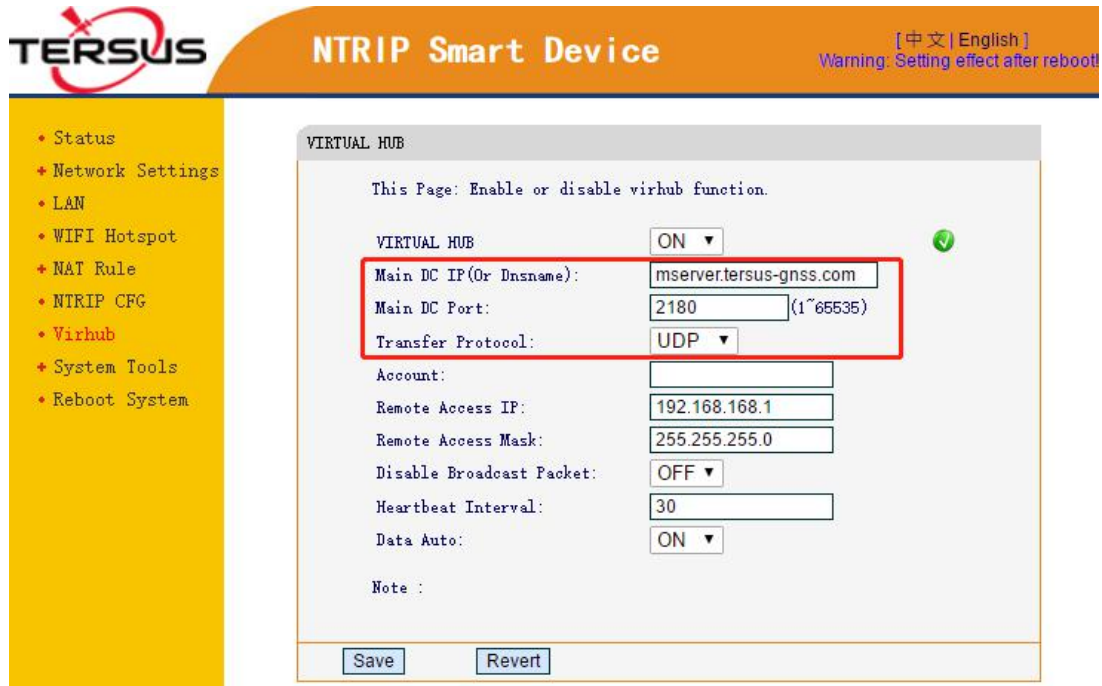 TERSUS
NTRIP Smart Device
[ 中文 | English ]
Warning: Setting effect after reboot!
Status
Network Settings
LAN
WIFI Hotspot
NAT Rule
NTRIP CFG
Virhub
System Tools
Reboot System
VIRTUAL HUB
This Page: Enable or disable virhub function.
VIRTUAL HUB ON
Main DC IP(Or Dnsname): mserver.tersus-gnss.com
Main DC Port: 2180 (1~65535)
Transfer Protocol: UDP
Account:
Remote Access IP: 192.168.168.1
Remote Access Mask: 255.255.255.0
Disable Broadcast Packet: OFF
Heartbeat Interval: 30
Data Auto: ON
Note :
Save Revert